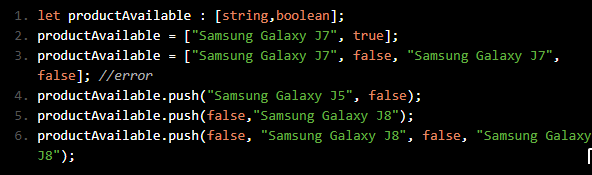 1. let productAvailable : [string,boolean];
2. productAvailable = ["Samsung Galaxy J7", true];
3. productAvailable = ["Samsung Galaxy J7", false, "Samsung Galaxy J7",
false]; //error
4. productAvailable.push("Samsung Galaxy J5", false);
5. productAvailable.push(false,"Samsung Galaxy J8");
6. productAvailable.push(false, "Samsung Galaxy J8", false, "Samsung Galaxy
J8");